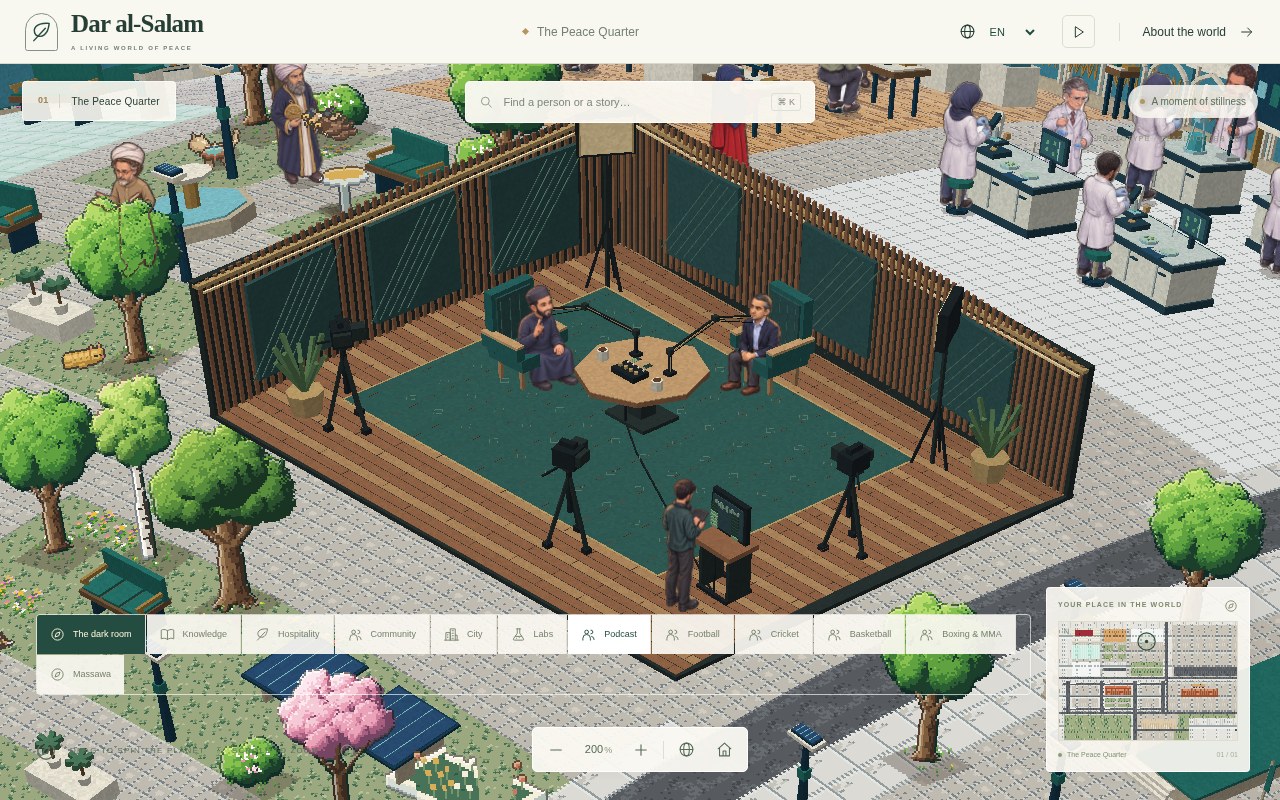 Dar al-Salam
A LIVING WORLD OF PEACE
The Peace Quarter
EN
About the world
01 The Peace Quarter
Find a person or a story…
⌘ K
A moment of stillness
The dark room
Knowledge
Hospitality
Community
City
Labs
Podcast
Football
Cricket
Basketball
Boxing & MMA
Massawa
YOUR PLACE IN THE WORLD
The Peace Quarter
01 / 01
200%